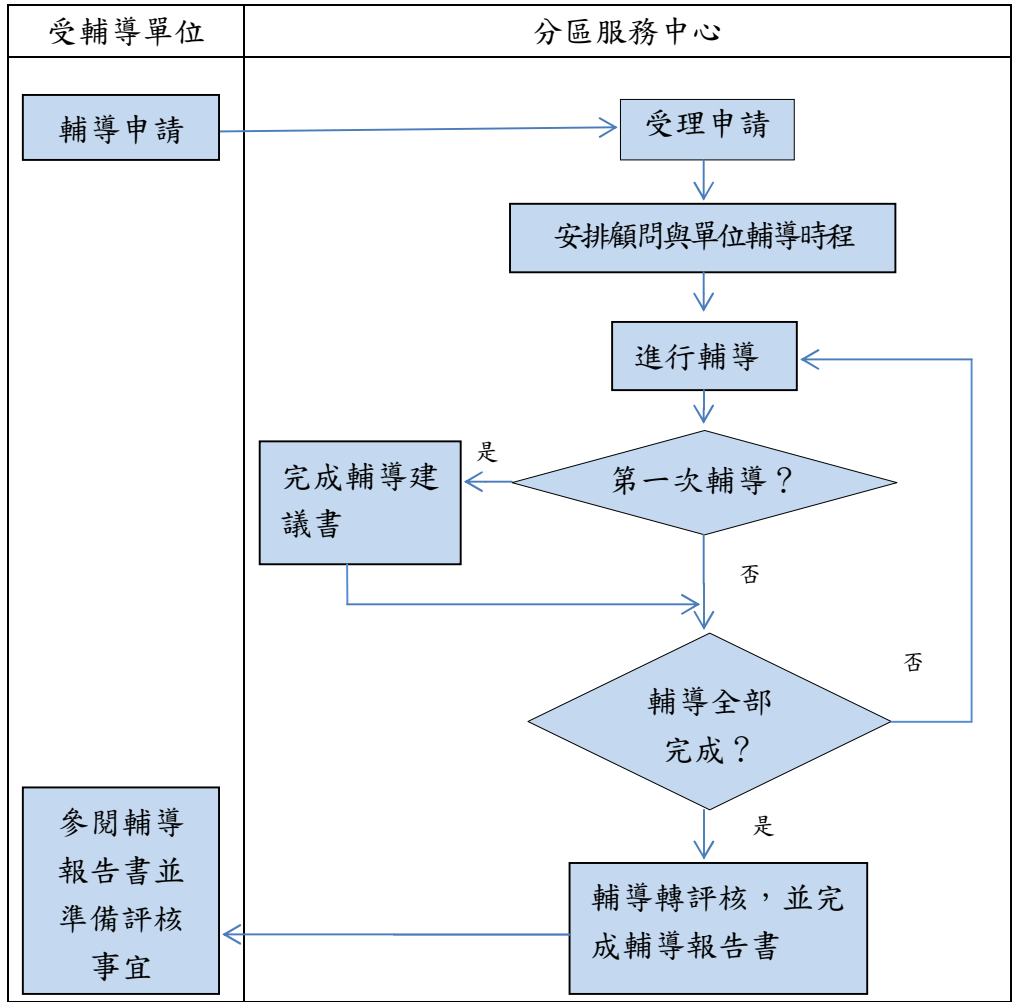 受輔導單位
分區服務中心
輔導申請
受理申請
安排顧問與單位輔導時程
進行輔導
第一次輔導？
是
完成輔導建
議書
否
輔導全部
完成？
否
是
輔導轉評核，並完
成輔導報告書
參閱輔導
報告書並
準備評核
事宜